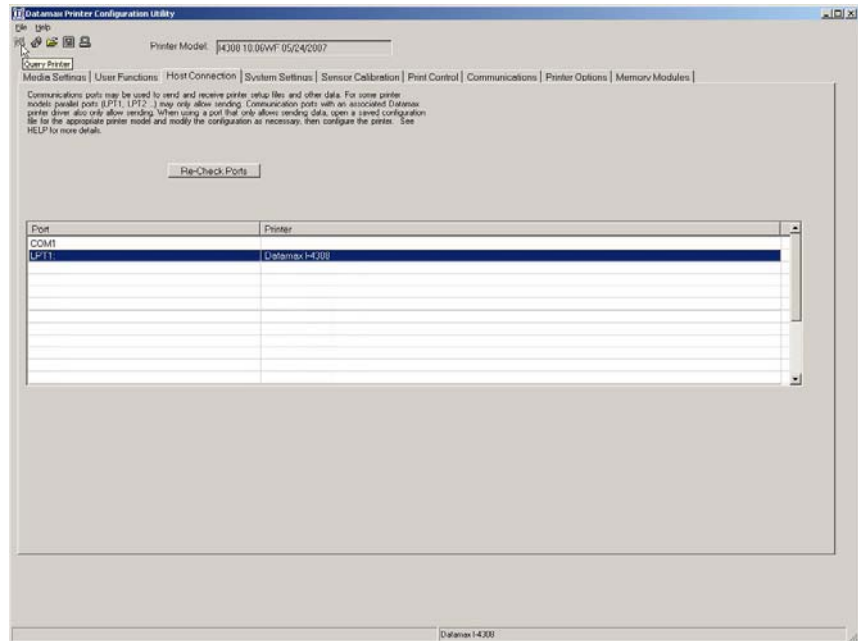 Datamax Printer Configuration Utility
File Help
Printer Model: I4308 10.06WF 05/24/2007
Query Printer
Media Settings User Functions Host Connection System Settings Sensor Calibration Print Control Communications Printer Options Memory Modules
Communications ports may be used to send and receive printer setup files and other data. For some printer
models parallel ports (LPT1, LPT2 ...) may only allow sending. Communication ports with an associated Datamax
printer driver also only allow sending. When using a port that only allows sending data, open a saved configuration
file for the appropriate printer model and modify the configuration as necessary, then configure the printer. See
HELP for more details.
Re-Check Ports
Port Printer
COM1
LPT1: Datamax I-4308
Datamax I-4308